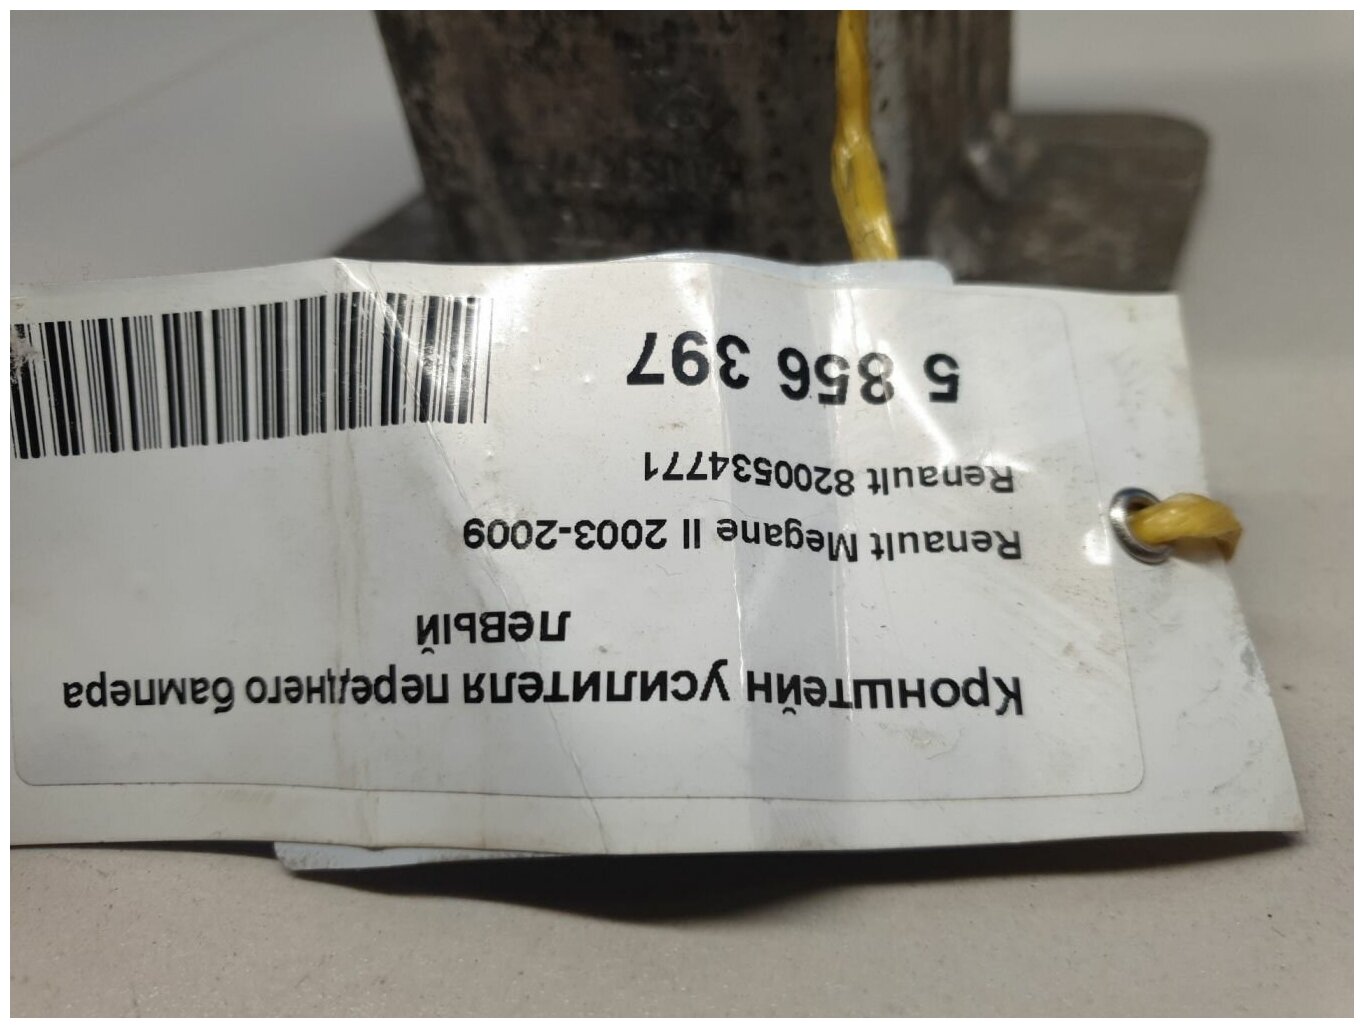 Кронштейн усилителя переднего бампера
левый
Renault Megane II 2003-2009
Renault 8200534771
5 856 397